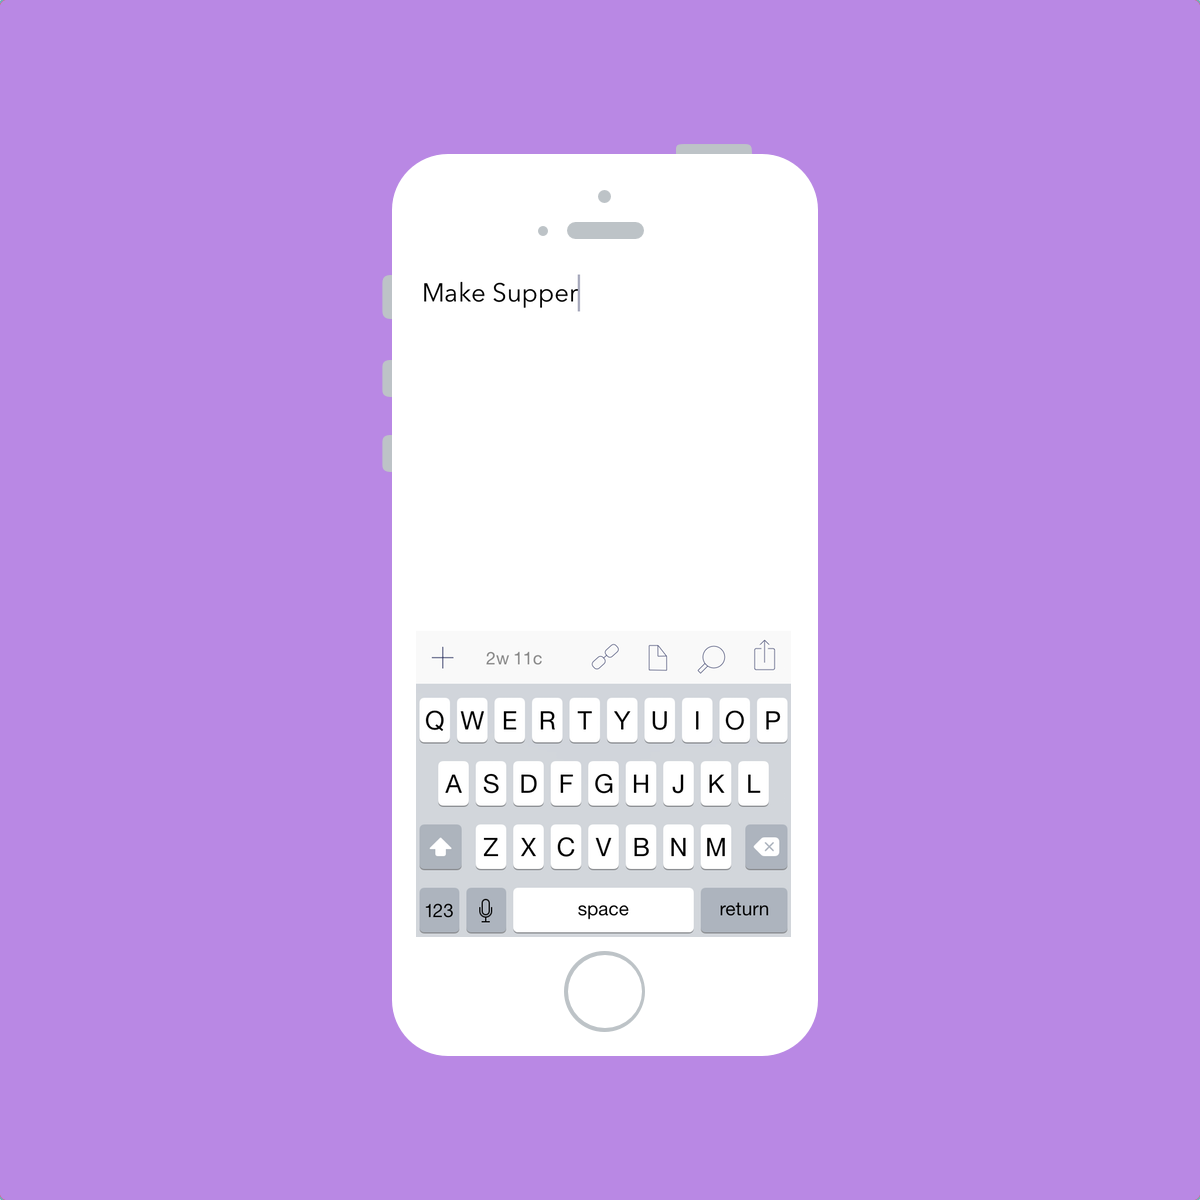 Make Supper
2w 11c
Q W E R T Y U I O P
A S D F G H J K L
Z X C V B N M
123 space return